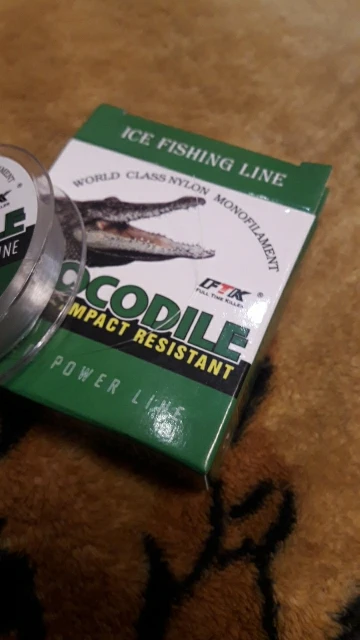 ICE FISHING LINE
WORLD CLASS NYLON MONOFILAMENT
FTK ®
FULL TIME KILLER
OCODILE
MPACT RESISTANT
POWER LINE